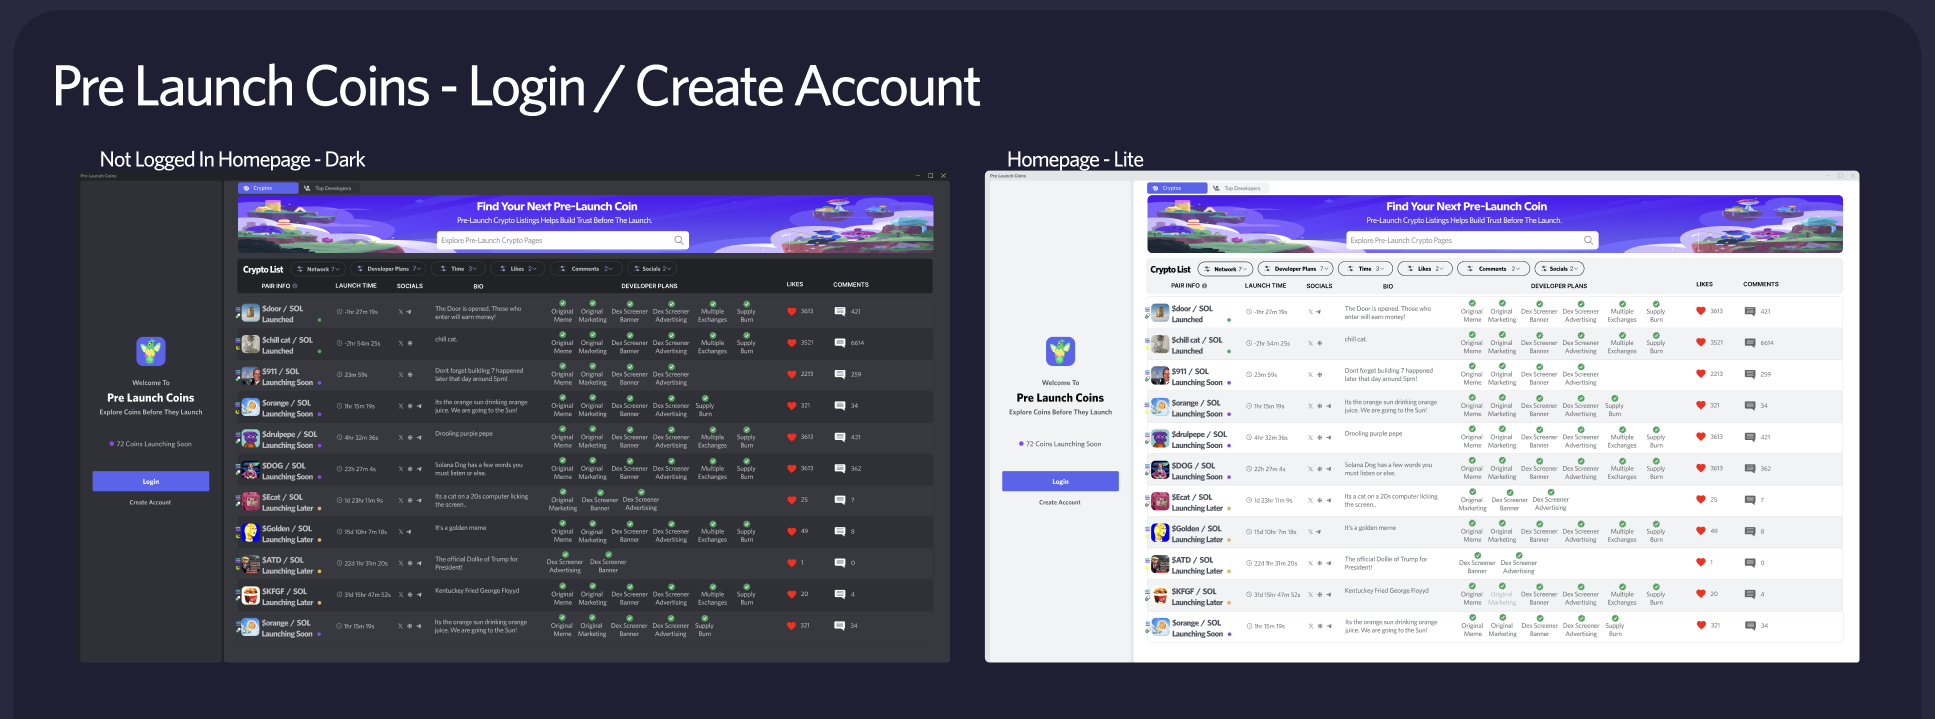 Pre Launch Coins - Login / Create Account
Not Logged In Homepage - Dark
Pre Launch Coins
Cryptos Top Developers
Find Your Next Pre-Launch Coin
Pre-Launch Crypto Listings Helps Build Trust Before The Launch.
Explore Pre-Launch Crypto Pages
Crypto List Network 7 Developer Plans 7 Time 3 Likes 2 Comments 2 Socials 2
PAIR INFO LAUNCH TIME SOCIALS BIO DEVELOPER PLANS LIKES COMMENTS
$door / SOL
Launched
-1hr 27m 19s
The Door is opened. Those who
enter will earn money!
Original Meme Original Marketing Dex Screener Banner Dex Screener Advertising Multiple Exchanges Supply Burn
3613 421
$chill cat / SOL
Launched
-2hr 54m 25s
chill cat.
Original Meme Original Marketing Dex Screener Banner Dex Screener Advertising Multiple Exchanges Supply Burn
3521 6614
$911 / SOL
Launching Soon
23m 59s
Dont forget building 7 happened
later that day around 5pm!
Original Meme Original Marketing Dex Screener Banner Dex Screener Advertising
2213 259
$orange / SOL
Launching Soon
1hr 15m 19s
Its the orange sun drinking orange
juice. We are going to the Sun!
Original Meme Original Marketing Dex Screener Banner Dex Screener Advertising Supply Burn
321 34
$drulpepe / SOL
Launching Soon
4hr 32m 36s
Drooling purple pepe
Original Meme Original Marketing Dex Screener Banner Dex Screener Advertising Multiple Exchanges Supply Burn
3613 421
$DOG / SOL
Launching Soon
22h 27m 4s
Solana Dog has a few words you
must listen or else.
Original Meme Original Marketing Dex Screener Banner Dex Screener Advertising Multiple Exchanges Supply Burn
3613 362
$Ecat / SOL
Launching Later
1d 23hr 11m 9s
Its a cat on a 20s computer licking
the screen..
Original Marketing Dex Screener Banner Dex Screener Advertising
25 7
$Golden / SOL
Launching Later
15d 10hr 7m 18s
It's a golden meme
Original Meme Original Marketing Dex Screener Banner Dex Screener Advertising Multiple Exchanges Supply Burn
49 8
$ATD / SOL
Launching Later
22d 1hr 31m 20s
The official Dollie of Trump for
President!
Dex Screener Advertising Dex Screener Banner
1 0
$KFGF / SOL
Launching Later
31d 15hr 47m 52s
Kentucky Fried George Floyyd
Original Meme Original Marketing Dex Screener Banner Dex Screener Advertising Multiple Exchanges Supply Burn
20 4
$orange / SOL
Launching Soon
1hr 15m 19s
Its the orange sun drinking orange
juice. We are going to the Sun!
Original Meme Original Marketing Dex Screener Banner Dex Screener Advertising Supply Burn
321 34
Welcome To
Pre Launch Coins
Explore Coins Before They Launch
72 Coins Launching Soon
Login
Create Account
Homepage - Lite
Pre Launch Coins
Cryptos Top Developers
Find Your Next Pre-Launch Coin
Pre-Launch Crypto Listings Helps Build Trust Before The Launch.
Explore Pre-Launch Crypto Pages
Crypto List Network 7 Developer Plans 7 Time 3 Likes 2 Comments 2 Socials 2
PAIR INFO LAUNCH TIME SOCIALS BIO DEVELOPER PLANS LIKES COMMENTS
$door / SOL
Launched
-1hr 27m 19s
The Door is opened. Those who
enter will earn money!
Original Meme Original Marketing Dex Screener Banner Dex Screener Advertising Multiple Exchanges Supply Burn
3613 421
$chill cat / SOL
Launched
-2hr 54m 25s
chill cat.
Original Meme Original Marketing Dex Screener Banner Dex Screener Advertising Multiple Exchanges Supply Burn
3521 6614
$911 / SOL
Launching Soon
23m 59s
Dont forget building 7 happened
later that day around 5pm!
Original Meme Original Marketing Dex Screener Banner Dex Screener Advertising
2213 259
$orange / SOL
Launching Soon
1hr 15m 19s
Its the orange sun drinking orange
juice. We are going to the Sun!
Original Meme Original Marketing Dex Screener Banner Dex Screener Advertising Supply Burn
321 34
$drulpepe / SOL
Launching Soon
4hr 32m 36s
Drooling purple pepe
Original Meme Original Marketing Dex Screener Banner Dex Screener Advertising Multiple Exchanges Supply Burn
3613 421
$DOG / SOL
Launching Soon
22h 27m 4s
Solana Dog has a few words you
must listen or else.
Original Meme Original Marketing Dex Screener Banner Dex Screener Advertising Multiple Exchanges Supply Burn
3613 362
$Ecat / SOL
Launching Later
1d 23hr 11m 9s
Its a cat on a 20s computer licking
the screen..
Original Marketing Dex Screener Banner Dex Screener Advertising
25 7
$Golden / SOL
Launching Later
15d 10hr 7m 18s
It's a golden meme
Original Meme Original Marketing Dex Screener Banner Dex Screener Advertising Multiple Exchanges Supply Burn
49 8
$ATD / SOL
Launching Later
22d 1hr 31m 20s
The official Dollie of Trump for
President!
Dex Screener Banner Dex Screener Advertising
1 0
$KFGF / SOL
Launching Later
31d 15hr 47m 52s
Kentucky Fried George Floyyd
Original Meme Original Marketing Dex Screener Banner Dex Screener Advertising Multiple Exchanges Supply Burn
20 4
$orange / SOL
Launching Soon
1hr 15m 19s
Its the orange sun drinking orange
juice. We are going to the Sun!
Original Meme Original Marketing Dex Screener Banner Dex Screener Advertising Supply Burn
321 34
Welcome To
Pre Launch Coins
Explore Coins Before They Launch
72 Coins Launching Soon
Login
Create Account